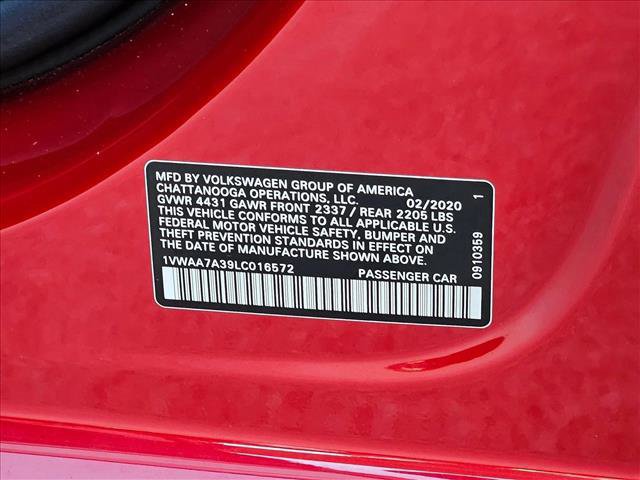 MFD BY VOLKSWAGEN GROUP OF AMERICA
CHATTANOOGA OPERATIONS, LLC. 02/2020
GVWR 4431 GAWR FRONT 2337 / REAR 2205 LBS
THIS VEHICLE CONFORMS TO ALL APPLICABLE U.S.
FEDERAL MOTOR VEHICLE SAFETY, BUMPER AND
THEFT PREVENTION STANDARDS IN EFFECT ON
THE DATE OF MANUFACTURE SHOWN ABOVE.
1VWAA7A39LC016572 PASSENGER CAR
0910359 1